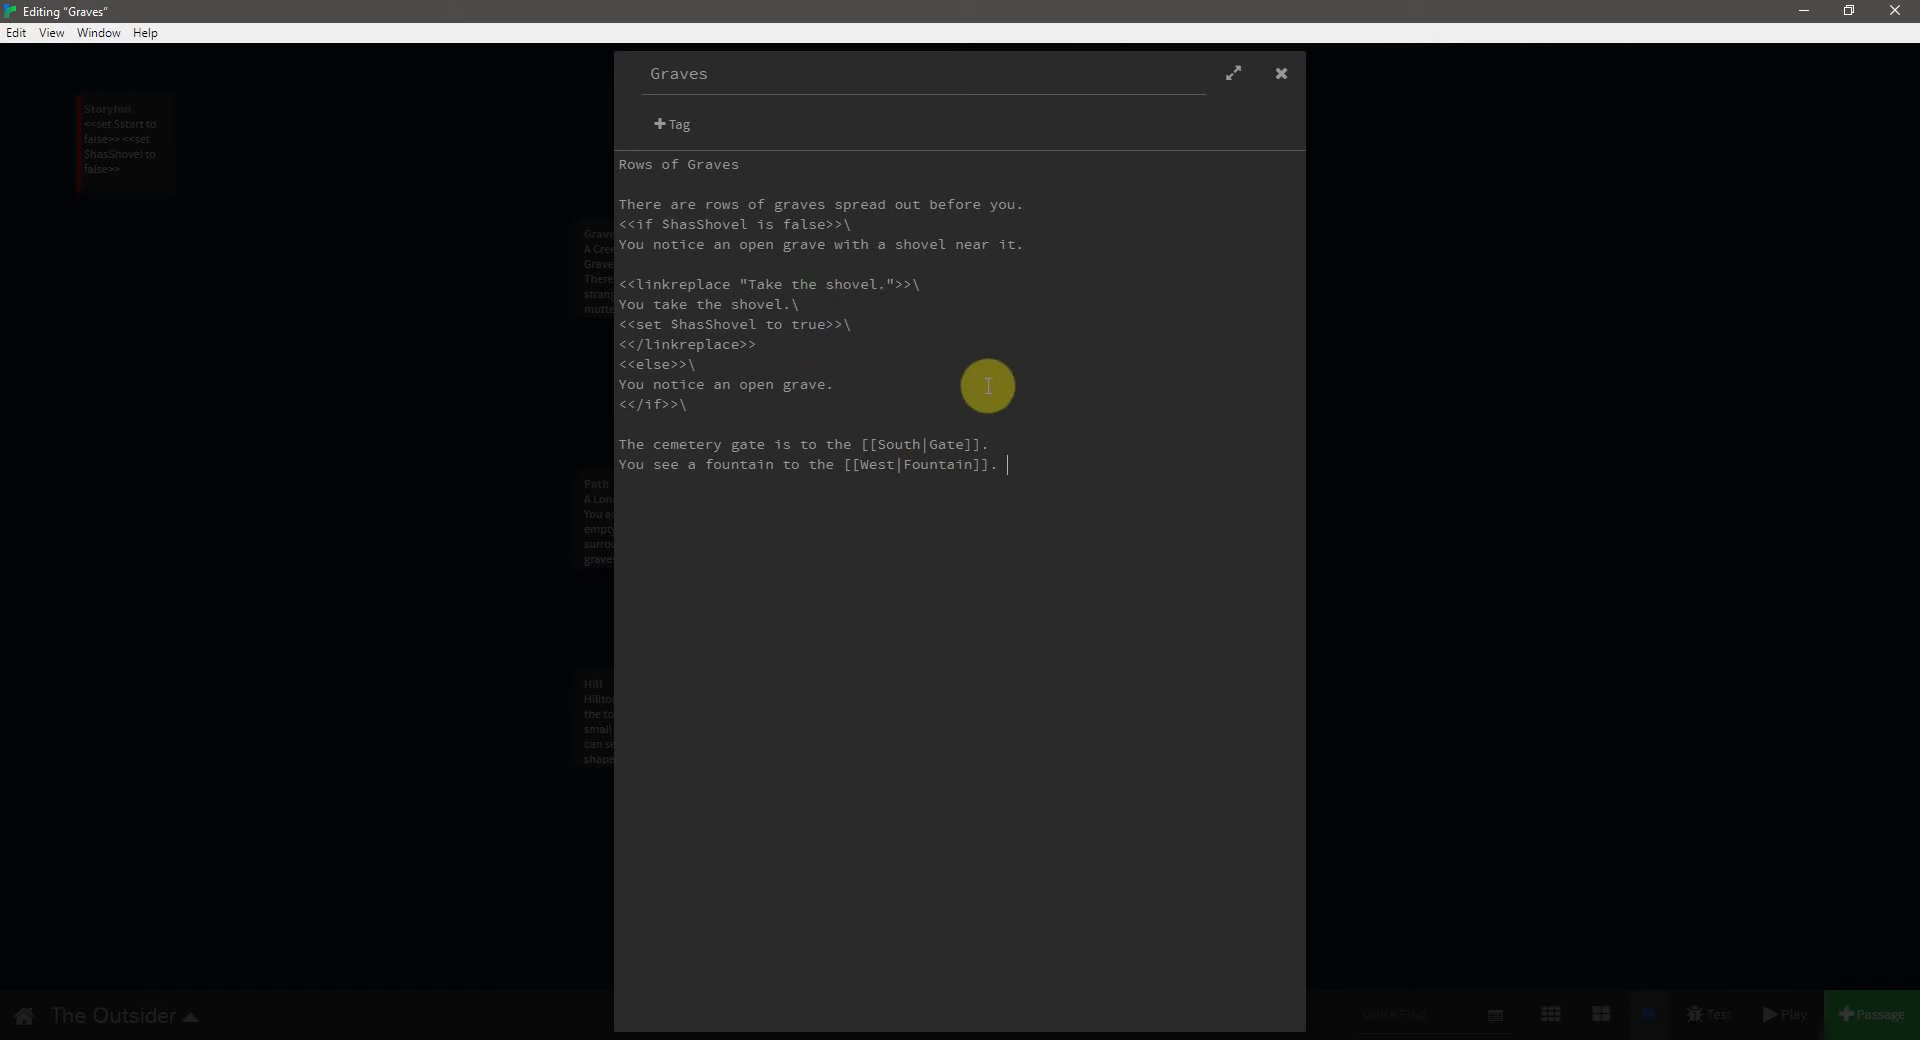 Editing “Graves”
Edit View Window Help
Graves
+Tag
Rows of Graves
There are rows of graves spread out before you.
<<if $hasShovel is false>>\
You notice an open grave with a shovel near it.
<<linkreplace "Take the shovel.">>\
You take the shovel.\
<<set $hasShovel to true>>\
<</linkreplace>>
<<else>>\
You notice an open grave.
<</if>>\
The cemetery gate is to the [[South|Gate]].
You see a fountain to the [[West|Fountain]].
StoryInit
<<set $start to
false>> <<set
$hasShovel to
false>>
Grave
A Cree
Grave
There
stran
mutte
Path
A Lon
You a
empty
surro
grave
Hill
Hillto
the to
small
can se
shape
The Outsider
Quick Find
Test
Play
+Passage